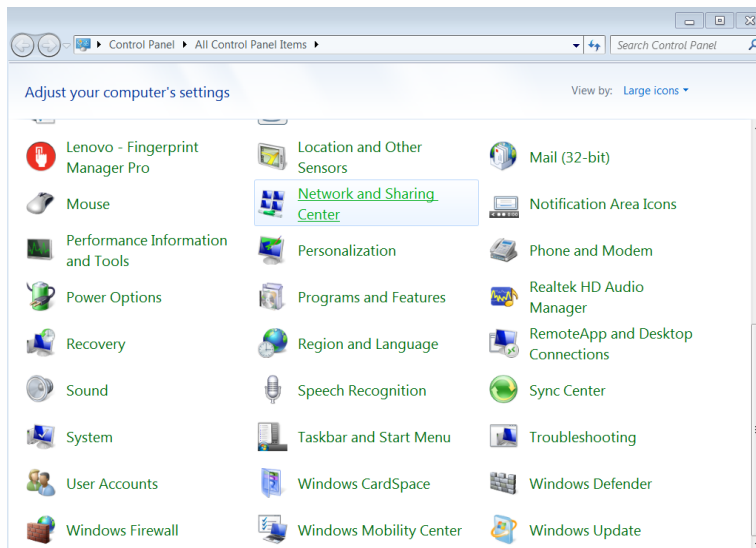 Control Panel ▸ All Control Panel Items ▸ Search Control Panel
Adjust your computer's settings View by: Large icons
Lenovo - Fingerprint Manager Pro
Location and Other Sensors
Mail (32-bit)
Mouse
Network and Sharing Center
Notification Area Icons
Performance Information and Tools
Personalization
Phone and Modem
Power Options
Programs and Features
Realtek HD Audio Manager
Recovery
Region and Language
RemoteApp and Desktop Connections
Sound
Speech Recognition
Sync Center
System
Taskbar and Start Menu
Troubleshooting
User Accounts
Windows CardSpace
Windows Defender
Windows Firewall
Windows Mobility Center
Windows Update